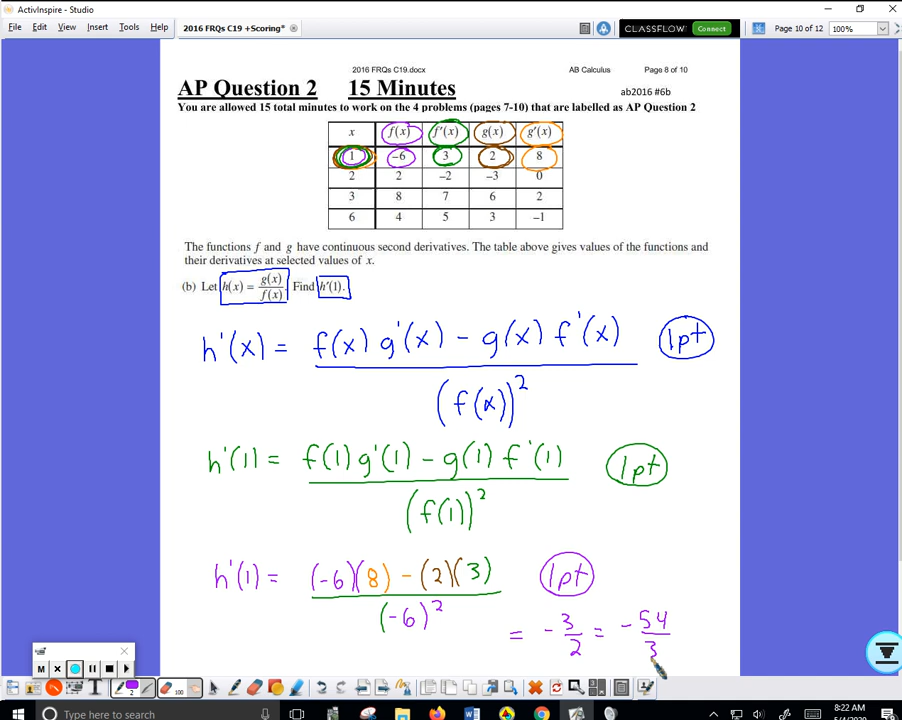 ActivInspire - Studio
File Edit View Insert Tools Help 2016 FRQs C19 +Scoring* CLASSFLOW Connect Page 10 of 12 100%
2016 FRQs C19.docx AB Calculus Page 8 of 10
AP Question 2 15 Minutes ab2016 #6b
You are allowed 15 total minutes to work on the 4 problems (pages 7-10) that are labelled as AP Question 2
x f(x) f'(x) g(x) g'(x)
1 -6 3 2 8
2 2 -2 -3 0
3 8 7 6 2
6 4 5 3 -1
The functions f and g have continuous second derivatives. The table above gives values of the functions and
their derivatives at selected values of x.
(b) Let h(x) = g(x)/f(x). Find h'(1).
h'(x) = f(x) g'(x) - g(x) f'(x) 1pt
(f(x))²
h'(1) = f(1) g'(1) - g(1) f'(1) 1pt
(f(1))²
h'(1) = (-6)(8) - (2)(3) 1pt
(-6)²
= -3/2 = -54/3
M
100
8:22 AM